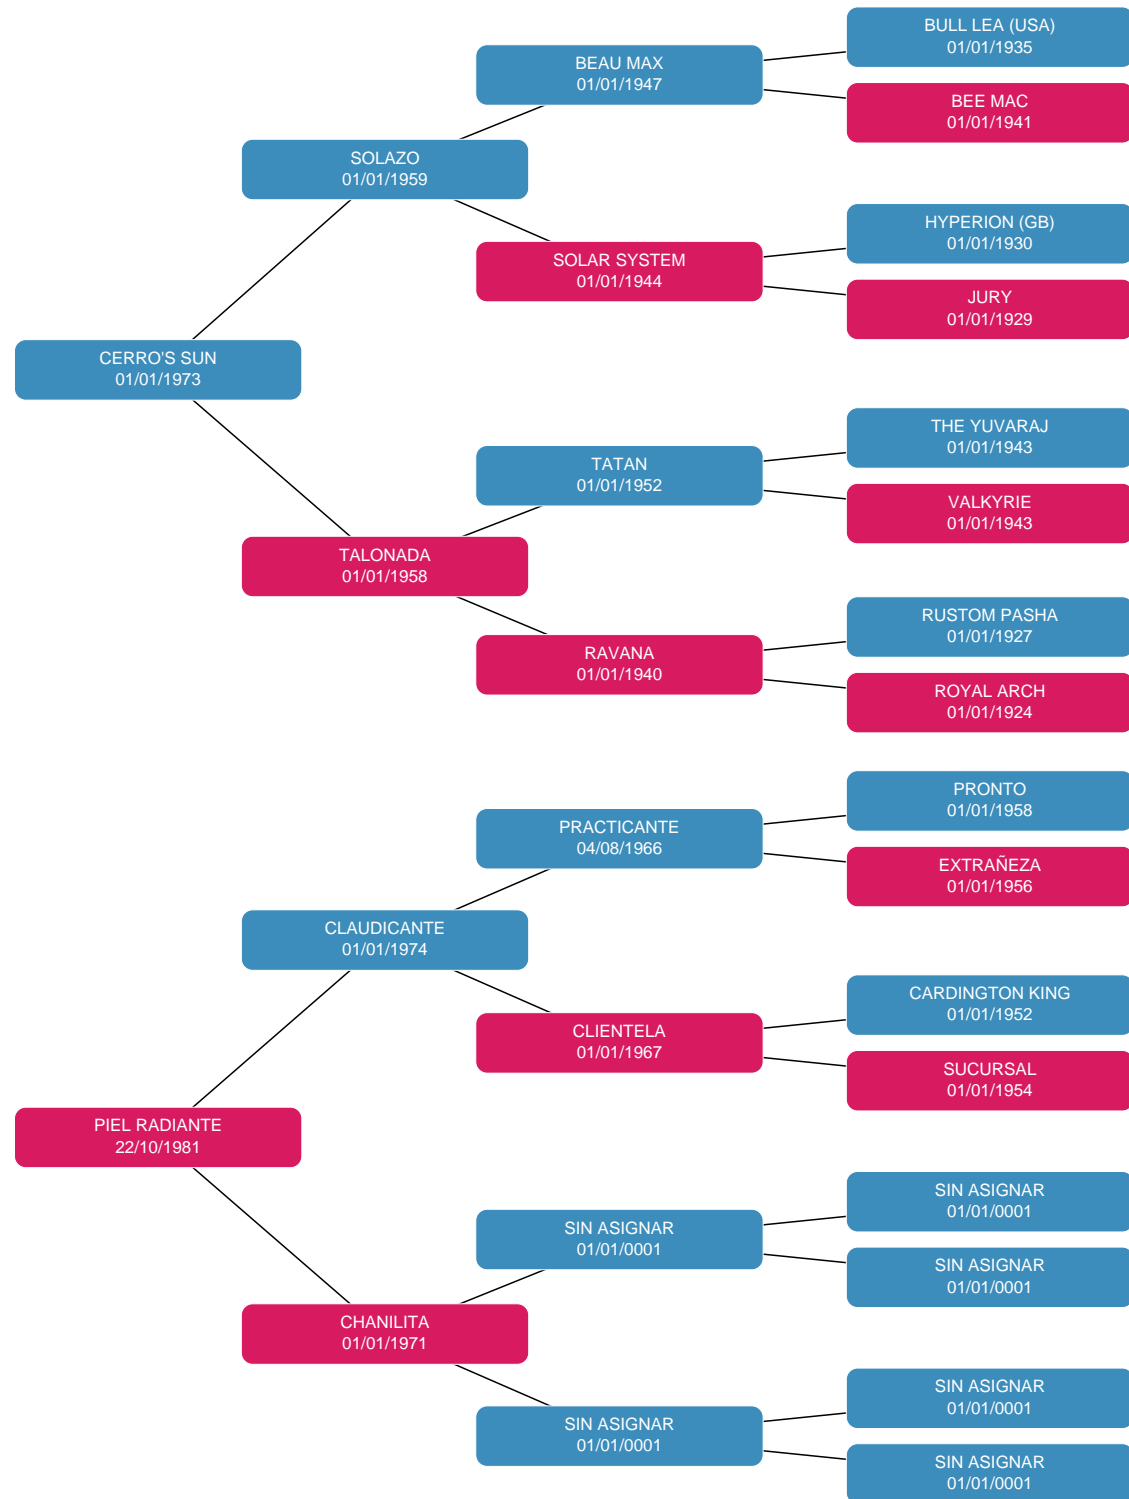 BULL LEA (USA)
01/01/1935
BEAU MAX
01/01/1947
BEE MAC
01/01/1941
SOLAZO
01/01/1959
HYPERION (GB)
01/01/1930
SOLAR SYSTEM
01/01/1944
JURY
01/01/1929
CERRO'S SUN
01/01/1973
THE YUVARAJ
01/01/1943
TATAN
01/01/1952
VALKYRIE
01/01/1943
TALONADA
01/01/1958
RUSTOM PASHA
01/01/1927
RAVANA
01/01/1940
ROYAL ARCH
01/01/1924
PRONTO
01/01/1958
PRACTICANTE
04/08/1966
EXTRAÑEZA
01/01/1956
CLAUDICANTE
01/01/1974
CARDINGTON KING
01/01/1952
CLIENTELA
01/01/1967
SUCURSAL
01/01/1954
PIEL RADIANTE
22/10/1981
SIN ASIGNAR
01/01/0001
SIN ASIGNAR
01/01/0001
SIN ASIGNAR
01/01/0001
CHANILITA
01/01/1971
SIN ASIGNAR
01/01/0001
SIN ASIGNAR
01/01/0001
SIN ASIGNAR
01/01/0001